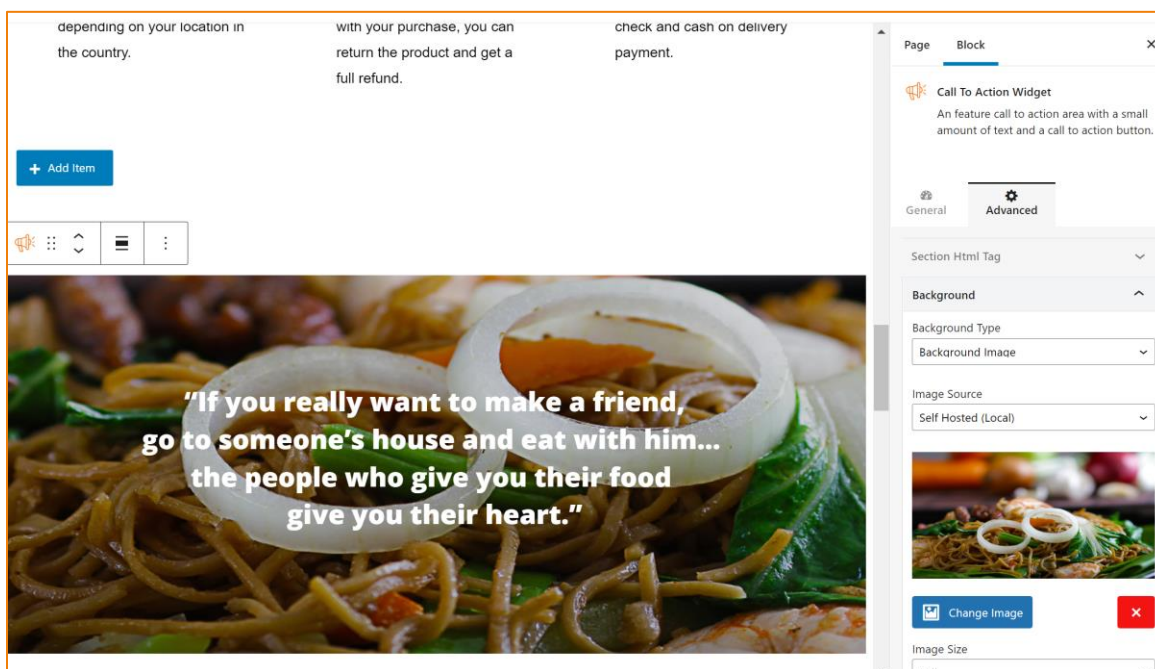 depending on your location in
the country.
with your purchase, you can
return the product and get a
full refund.
check and cash on delivery
payment.
+ Add Item
“If you really want to make a friend,
go to someone’s house and eat with him...
the people who give you their food
give you their heart.”
Page Block
Call To Action Widget
An feature call to action area with a small
amount of text and a call to action button.
General Advanced
Section Html Tag
Background
Background Type
Background Image
Image Source
Self Hosted (Local)
Change Image
Image Size